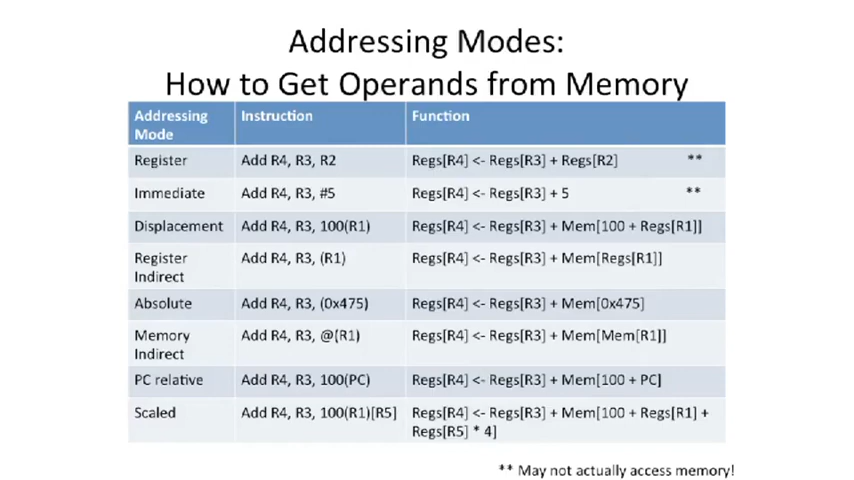 Addressing Modes:
How to Get Operands from Memory
Addressing Mode Instruction Function
Register Add R4, R3, R2 Regs[R4] <- Regs[R3] + Regs[R2] **
Immediate Add R4, R3, #5 Regs[R4] <- Regs[R3] + 5 **
Displacement Add R4, R3, 100(R1) Regs[R4] <- Regs[R3] + Mem[100 + Regs[R1]]
Register Indirect Add R4, R3, (R1) Regs[R4] <- Regs[R3] + Mem[Regs[R1]]
Absolute Add R4, R3, (0x475) Regs[R4] <- Regs[R3] + Mem[0x475]
Memory Indirect Add R4, R3, @(R1) Regs[R4] <- Regs[R3] + Mem[Mem[R1]]
PC relative Add R4, R3, 100(PC) Regs[R4] <- Regs[R3] + Mem[100 + PC]
Scaled Add R4, R3, 100(R1)[R5] Regs[R4] <- Regs[R3] + Mem[100 + Regs[R1] + Regs[R5] * 4]
** May not actually access memory!